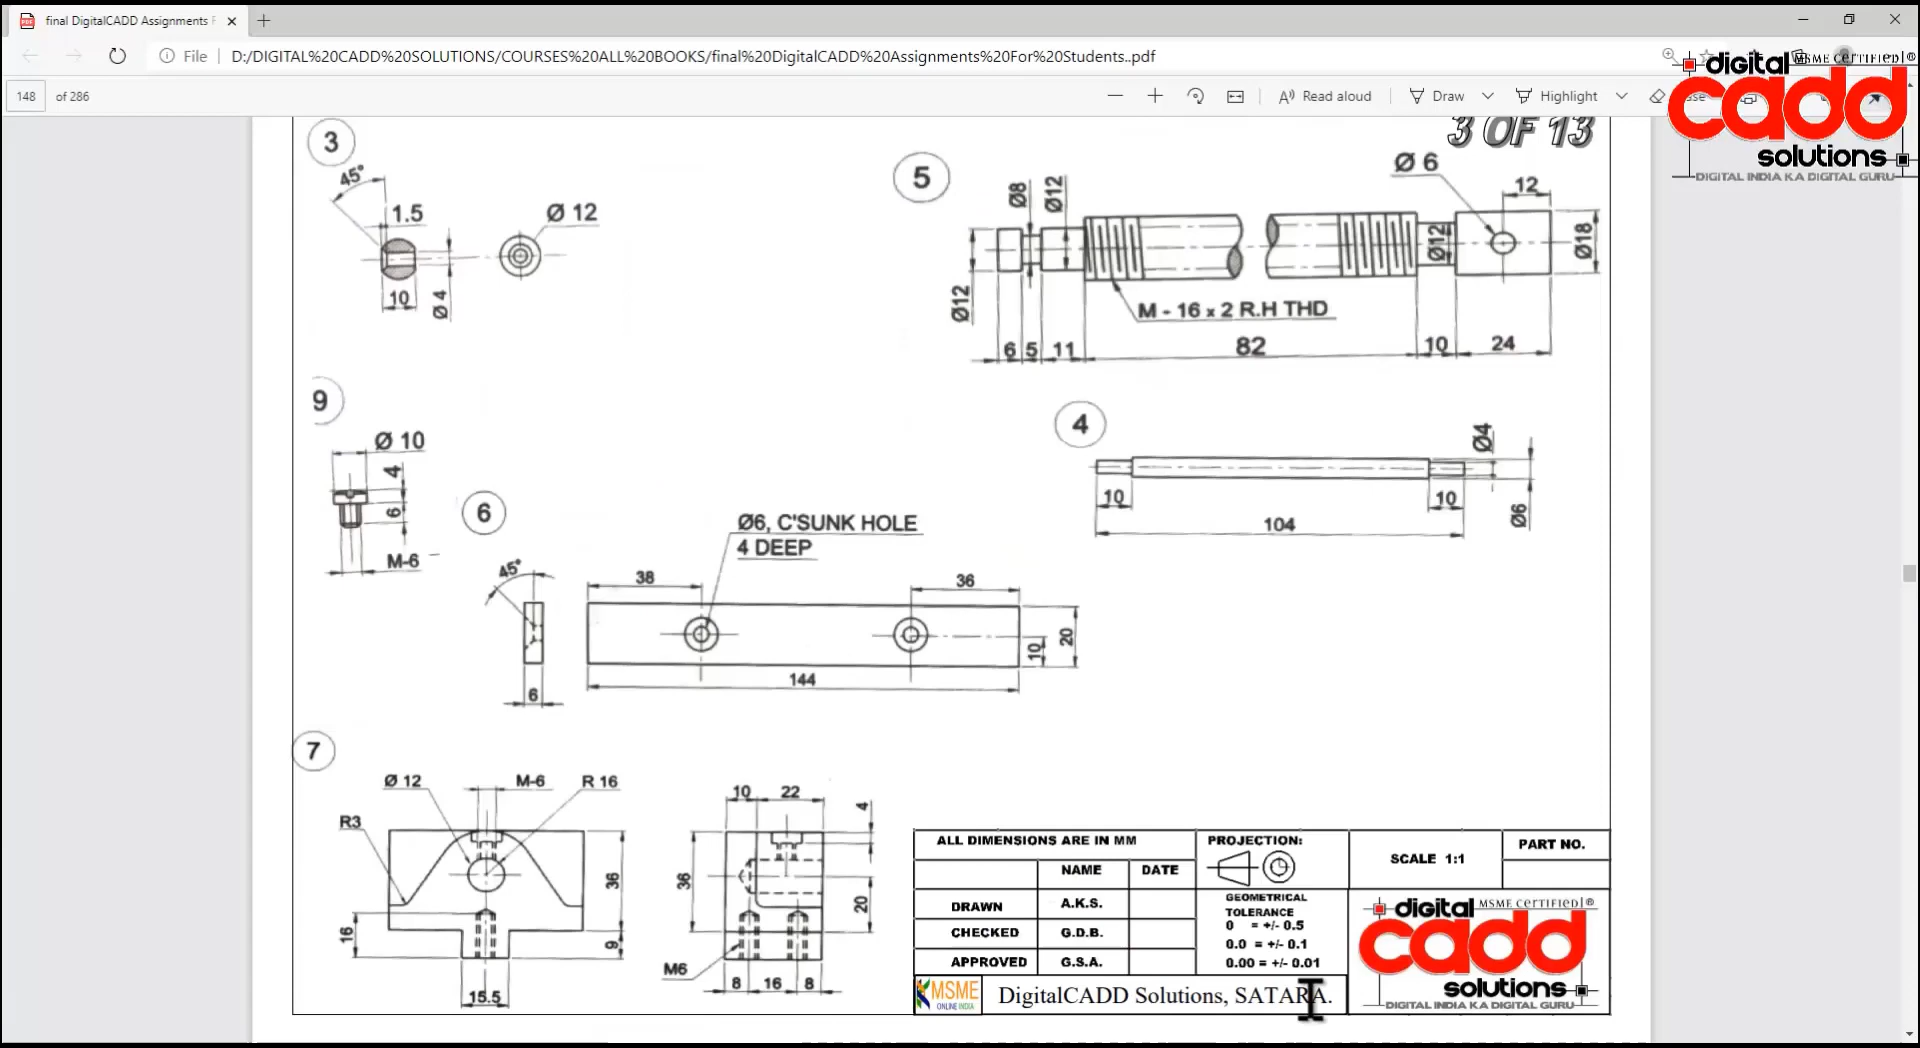 final DigitalCADD Assignments F
File D:/DIGITAL%20CADD%20SOLUTIONS/COURSES%20ALL%20BOOKS/final%20DigitalCADD%20Assignments%20For%20Students..pdf
148 of 286
Read aloud Draw Highlight
digital MSME CERTIFIED ®
cadd
solutions
DIGITAL INDIA KA DIGITAL GURU
3 OF 13
3
45°
1.5
Ø 12
10
Ø 4
5
Ø 6
Ø8
Ø12
12
Ø12
Ø12
Ø18
M - 16 x 2 R.H THD
6 5 11 82 10 24
9
Ø 10
4
6
M-6
4
Ø4
10 10
104
Ø6
6
Ø6, C'SUNK HOLE
4 DEEP
45°
38 36
20
10
144
6
7
Ø 12 M-6 R 16
R3
36
16
9
15.5
10 22 4
36
20
M6
8 16 8
ALL DIMENSIONS ARE IN MM
NAME DATE
DRAWN A.K.S.
CHECKED G.D.B.
APPROVED G.S.A.
PROJECTION:
GEOMETRICAL
TOLERANCE
0 = +/- 0.5
0.0 = +/- 0.1
0.00 = +/- 0.01
SCALE 1:1
PART NO.
MSME
ONLINE INDIA
DigitalCADD Solutions, SATARA.
digital MSME CERTIFIED ®
cadd
solutions
DIGITAL INDIA KA DIGITAL GURU